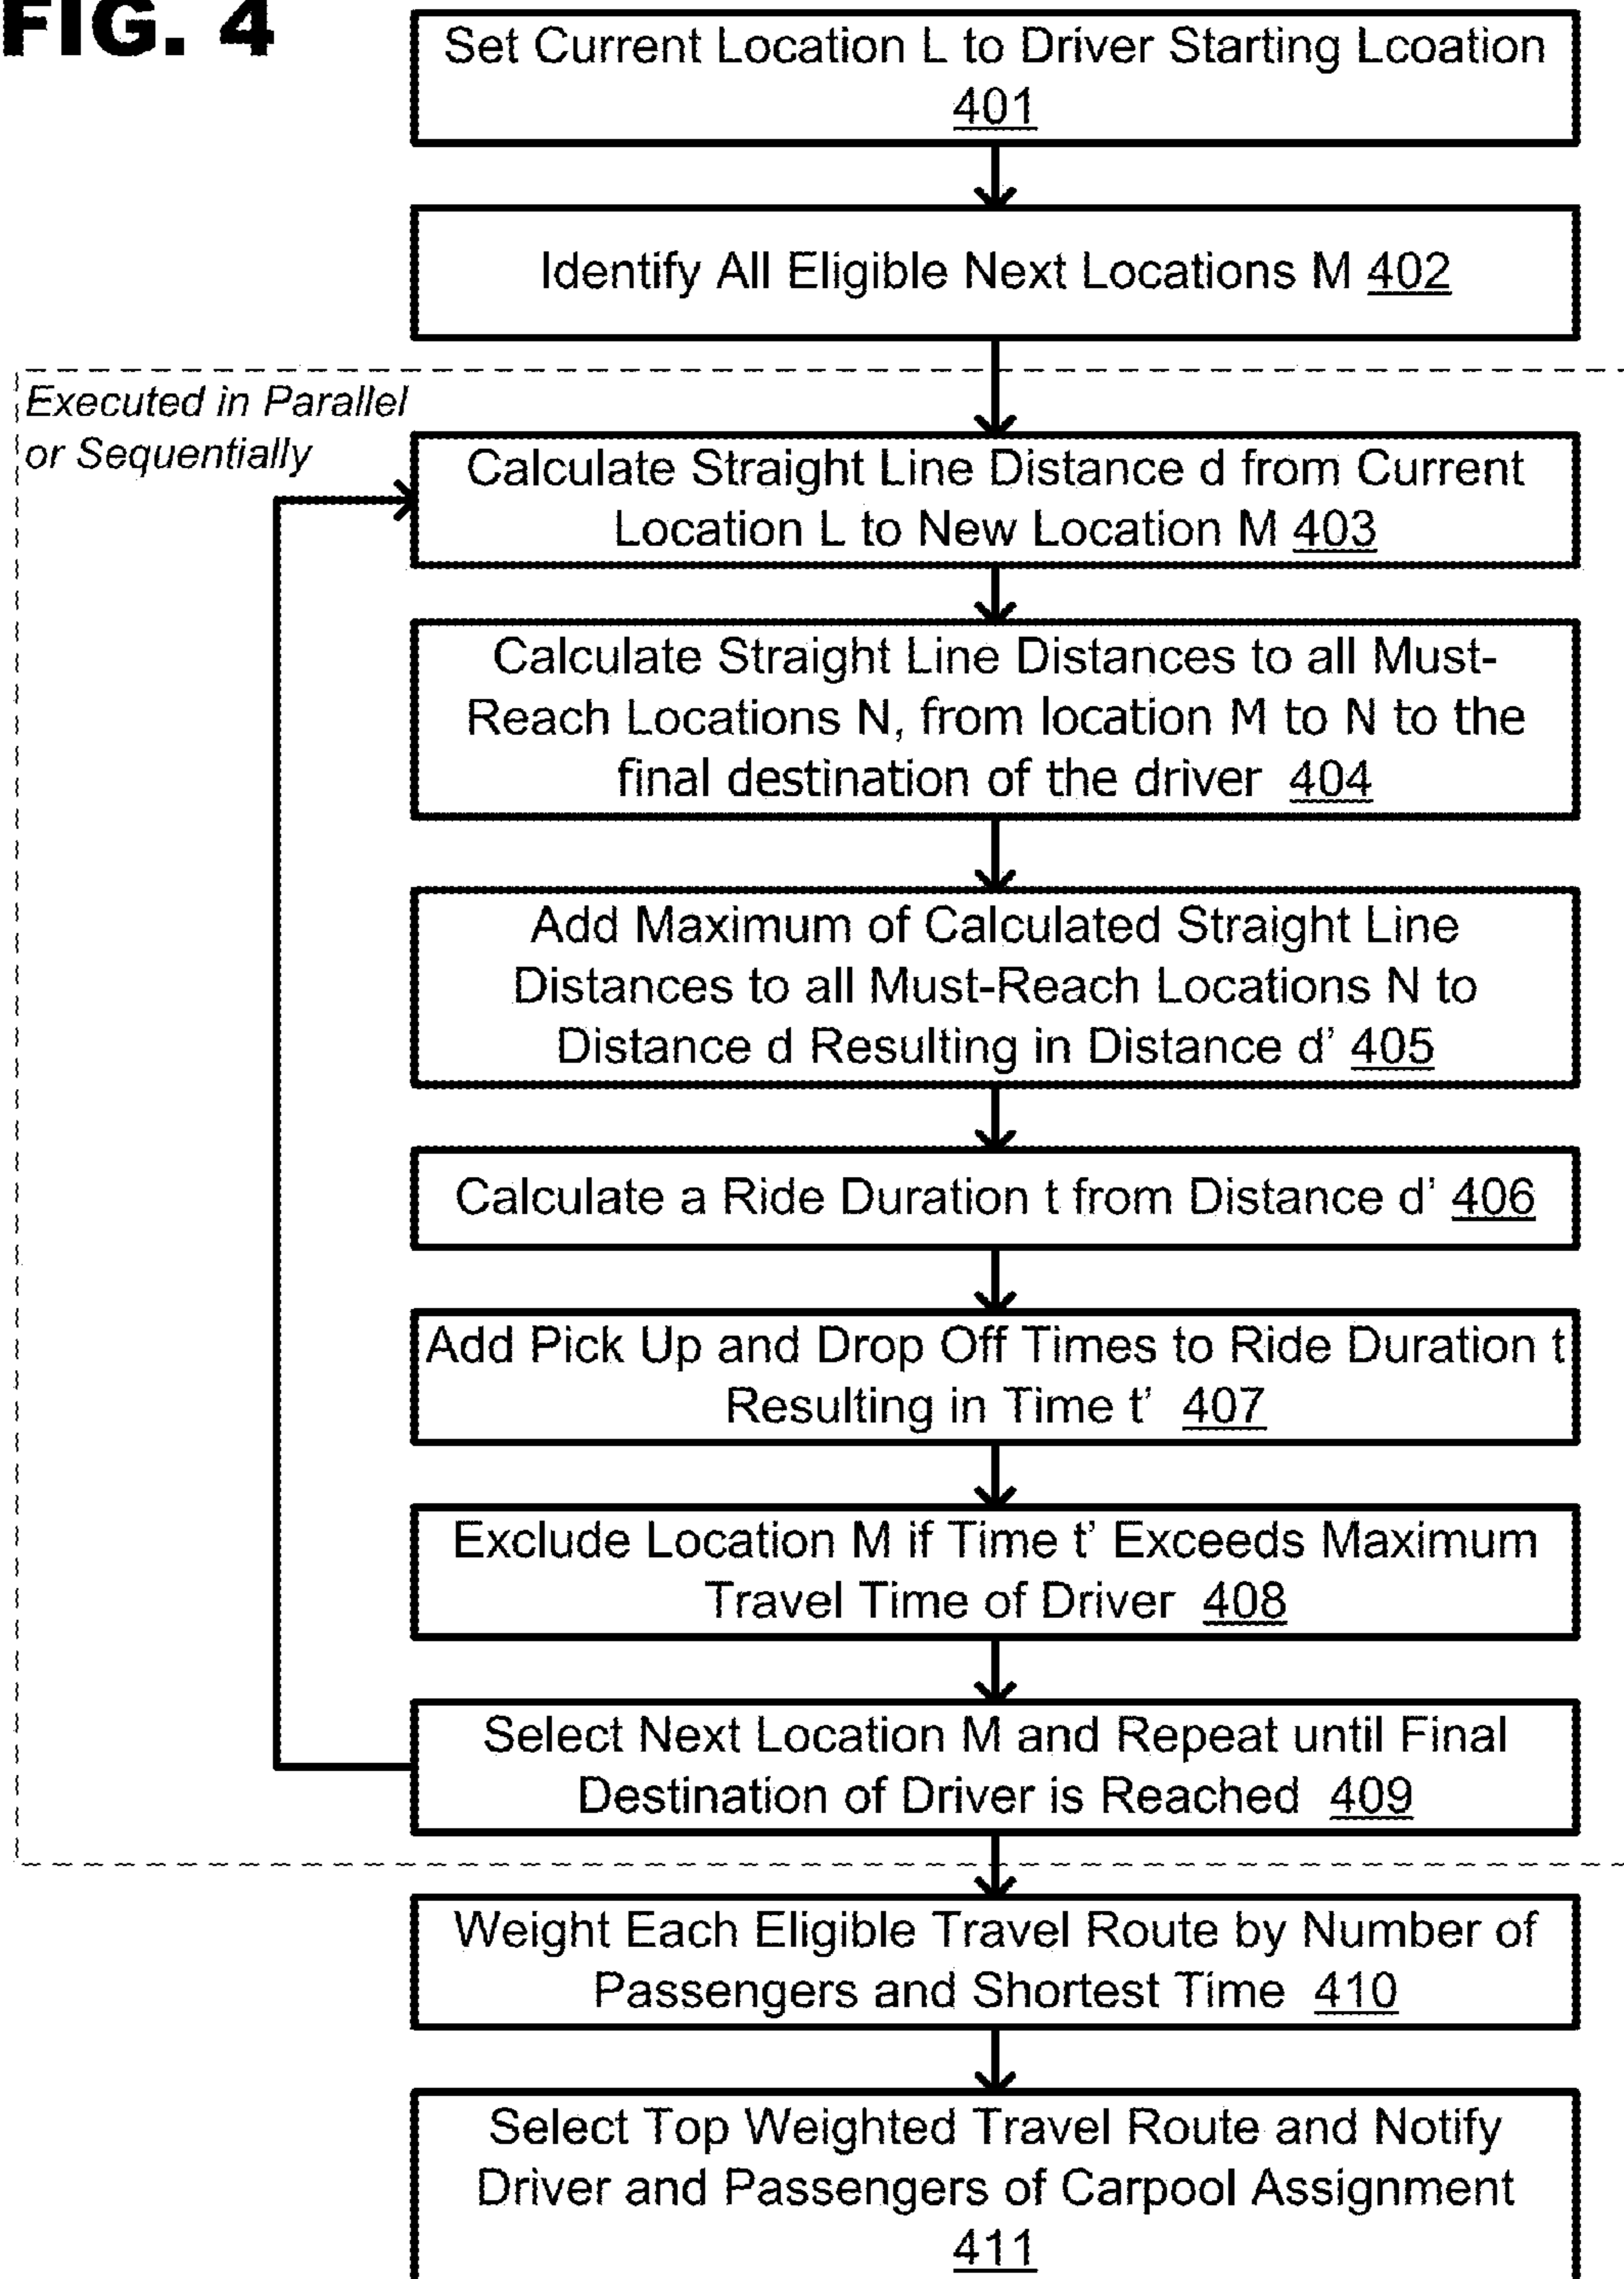 FIG. 4
Set Current Location L to Driver Starting Lcoation
401
Identify All Eligible Next Locations M 402
Executed in Parallel
or Sequentially
Calculate Straight Line Distance d from Current
Location L to New Location M 403
Calculate Straight Line Distances to all Must-
Reach Locations N, from location M to N to the
final destination of the driver 404
Add Maximum of Calculated Straight Line
Distances to all Must-Reach Locations N to
Distance d Resulting in Distance d’ 405
Calculate a Ride Duration t from Distance d’ 406
Add Pick Up and Drop Off Times to Ride Duration t
Resulting in Time t’ 407
Exclude Location M if Time t’ Exceeds Maximum
Travel Time of Driver 408
Select Next Location M and Repeat until Final
Destination of Driver is Reached 409
Weight Each Eligible Travel Route by Number of
Passengers and Shortest Time 410
Select Top Weighted Travel Route and Notify
Driver and Passengers of Carpool Assignment
411